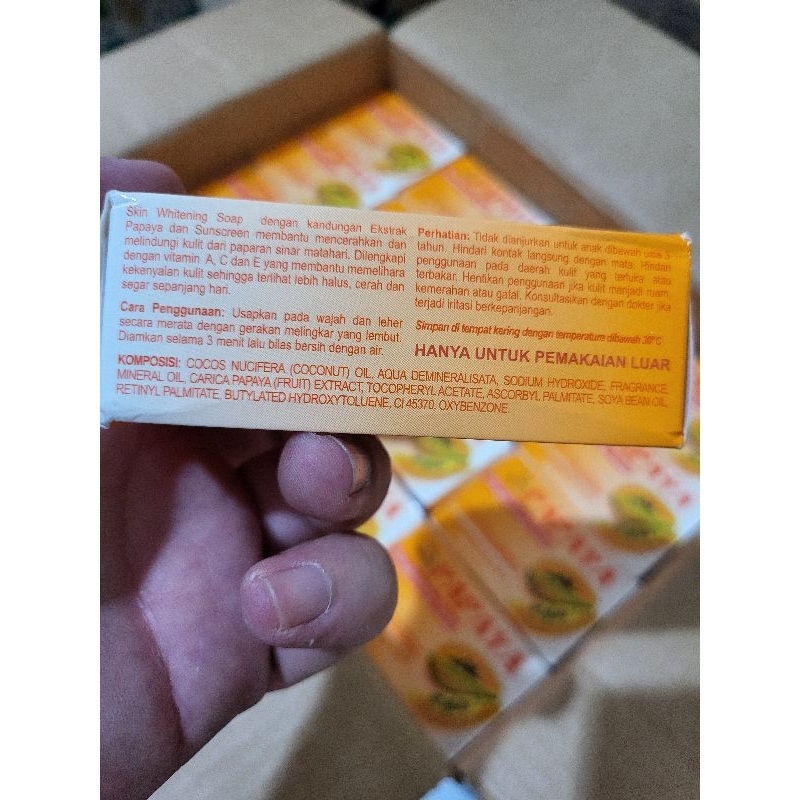 Skin Whitening Soap dengan kandungan Ekstrak
Papaya dan Sunscreen membantu mencerahkan dan
melindungi kulit dari paparan sinar matahari. Dilengkapi
dengan vitamin A, C dan E yang membantu memelihara
kekenyalan kulit sehingga terlihat lebih halus, cerah dan
segar sepanjang hari.
Cara Penggunaan: Usapkan pada wajah dan leher
secara merata dengan gerakan melingkar yang lembut.
Diamkan selama 3 menit lalu bilas bersih dengan air.
Perhatian: Tidak dianjurkan untuk anak dibawah usia 3
tahun. Hindari kontak langsung dengan mata. Hindari
penggunaan pada daerah kulit yang terluka atau
terbakar. Hentikan penggunaan jika kulit menjadi ruam,
kemerahan atau gatal. Konsultasikan dengan dokter jika
terjadi iritasi berkepanjangan.
Simpan di tempat kering dengan temperature dibawah 30°C
HANYA UNTUK PEMAKAIAN LUAR
KOMPOSISI: COCOS NUCIFERA (COCONUT) OIL, AQUA DEMINERALISATA, SODIUM HYDROXIDE, FRAGRANCE,
MINERAL OIL, CARICA PAPAYA (FRUIT) EXTRACT, TOCOPHERYL ACETATE, ASCORBYL PALMITATE, SOYA BEAN OIL,
RETINYL PALMITATE, BUTYLATED HYDROXYTOLUENE, CI 45370, OXYBENZONE.
PAPAYA
PAPAYA